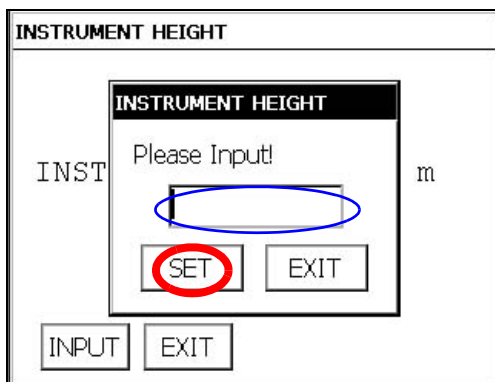 INSTRUMENT HEIGHT
INSTRUMENT HEIGHT
Please Input!
INST m
SET EXIT
INPUT EXIT